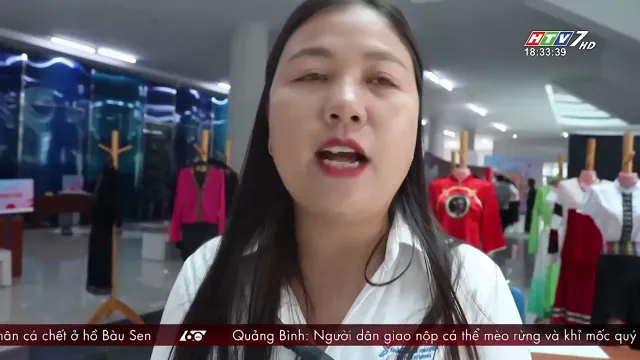 HTV7 HD
18:33:39
hân cá chết ở hồ Bàu Sen 60 Quảng Bình: Người dân giao nộp cá thể mèo rừng và khỉ mốc quý